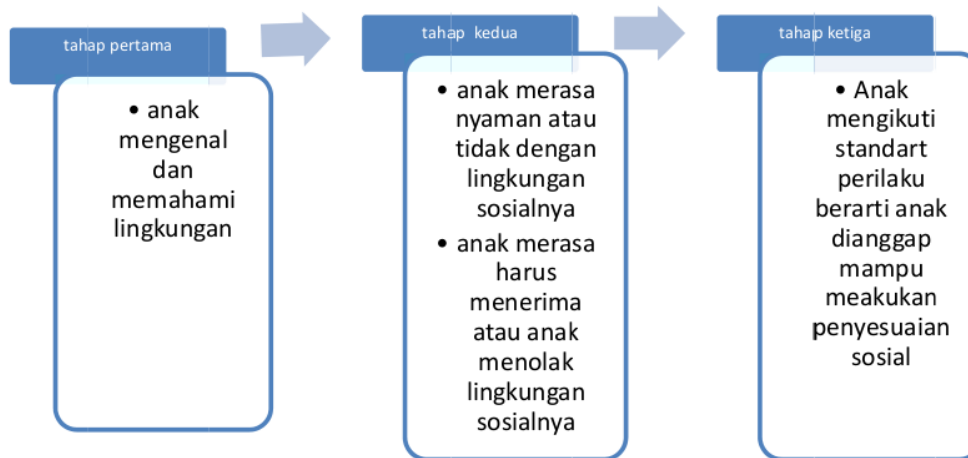 tahap pertama
• anak
mengenal
dan
memahami
lingkungan
tahap kedua
• anak merasa
nyaman atau
tidak dengan
lingkungan
sosialnya
• anak merasa
harus
menerima
atau anak
menolak
lingkungan
sosialnya
tahap ketiga
• Anak
mengikuti
standart
perilaku
berarti anak
dianggap
mampu
meakukan
penyesuaian
sosial